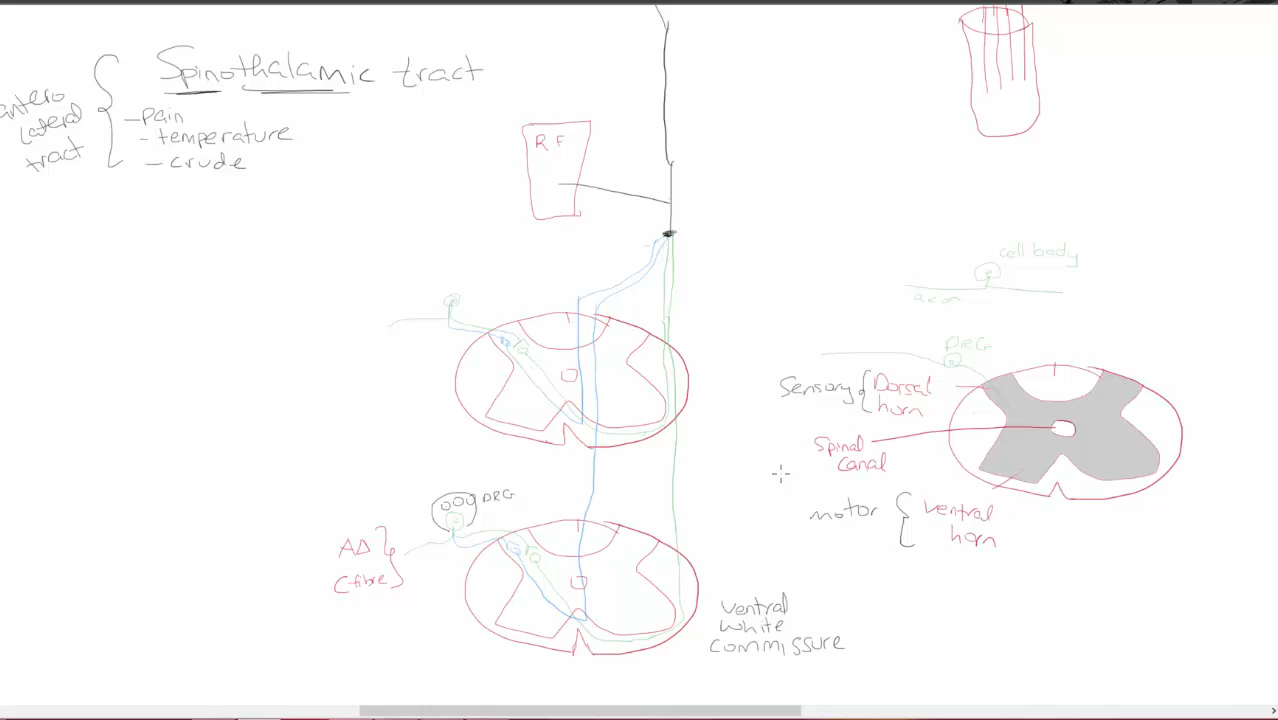 Spinothalamic tract
antero
lateral
tract
-pain
-temperature
-crude
RF
cell body
axon
DRG
Sensory
Dorsal
horn
Spinal
canal
motor
ventral
horn
DRG
AΔ
C-fibre
ventral
white
commissure